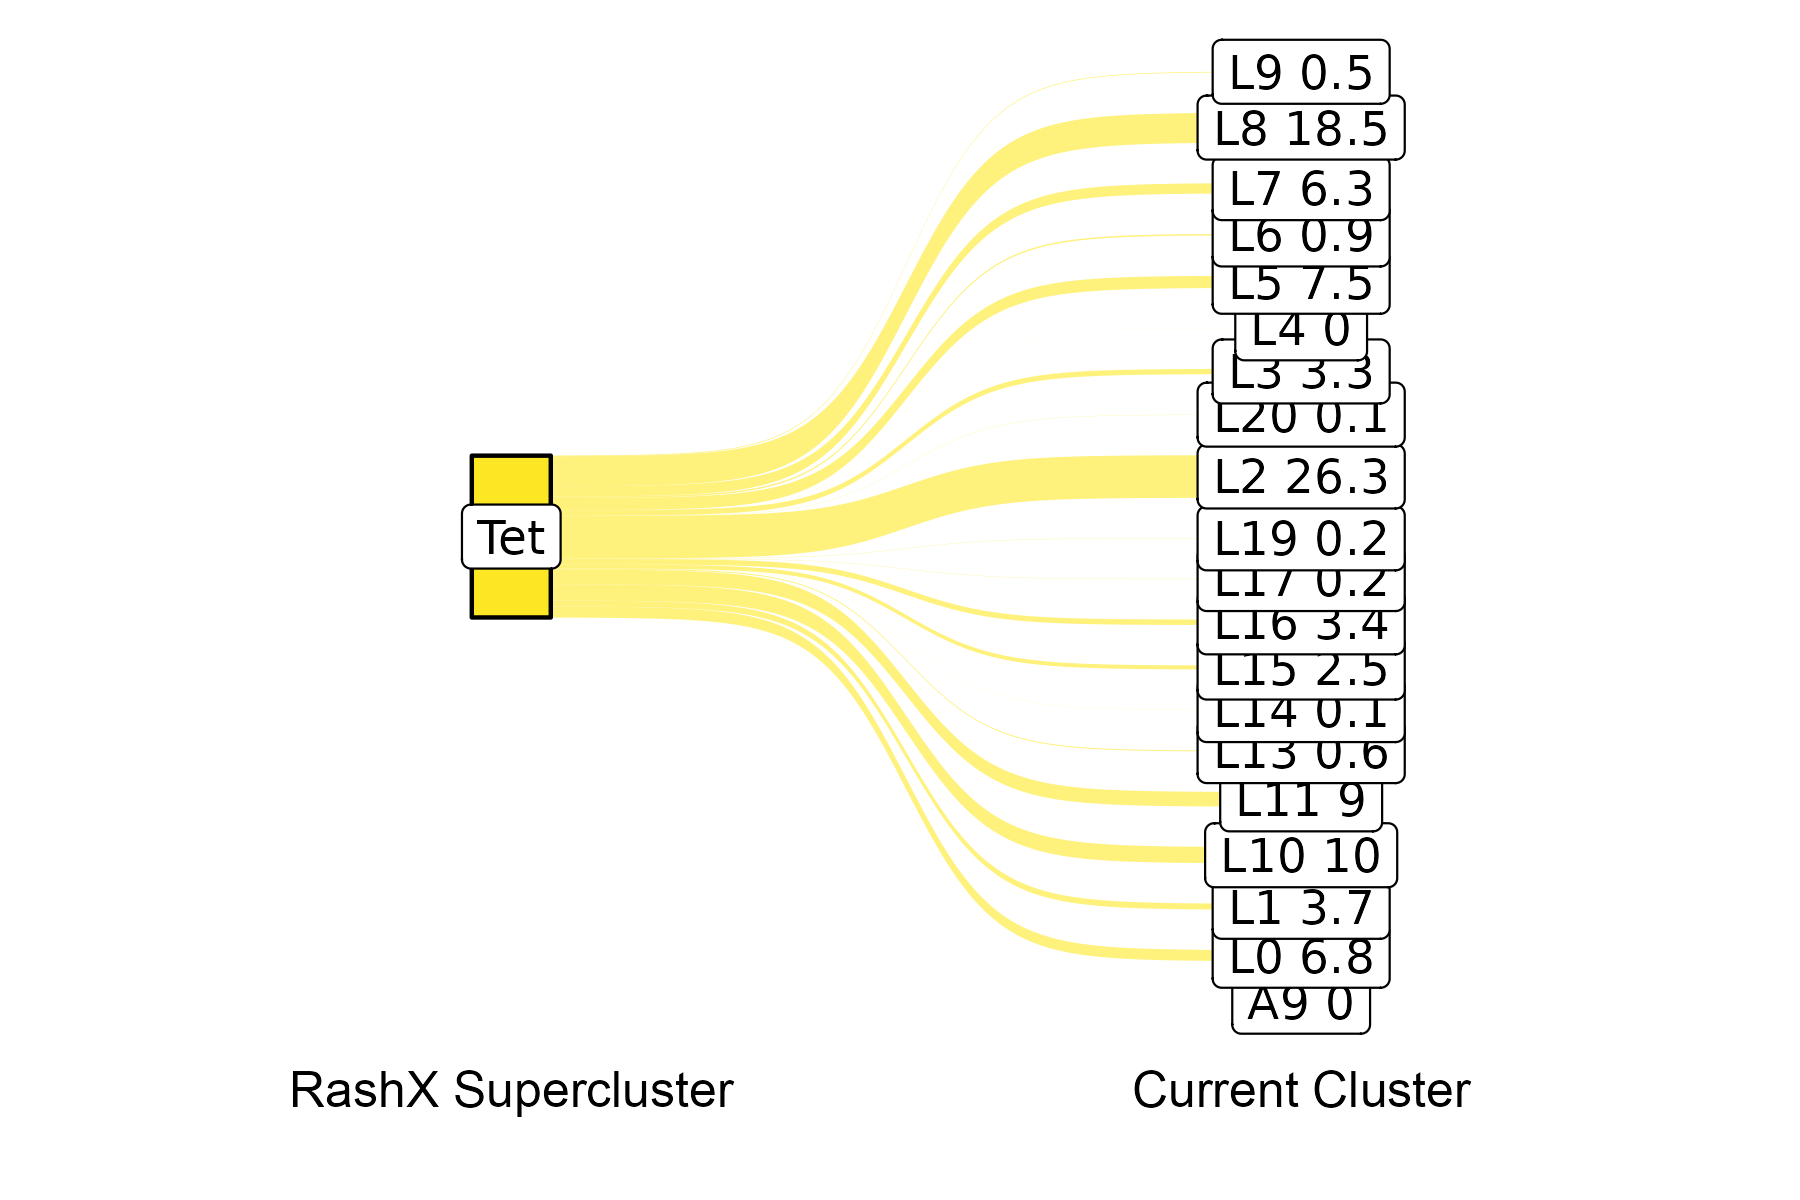 L9 0.5
L8 18.5
L7 6.3
L6 0.9
L5 7.5
L4 0
L3 3.3
L20 0.1
L2 26.3
Tet
L19 0.2
L17 0.2
L16 3.4
L15 2.5
L14 0.1
L13 0.6
L11 9
L10 10
L1 3.7
L0 6.8
A9 0
RashX Supercluster
Current Cluster